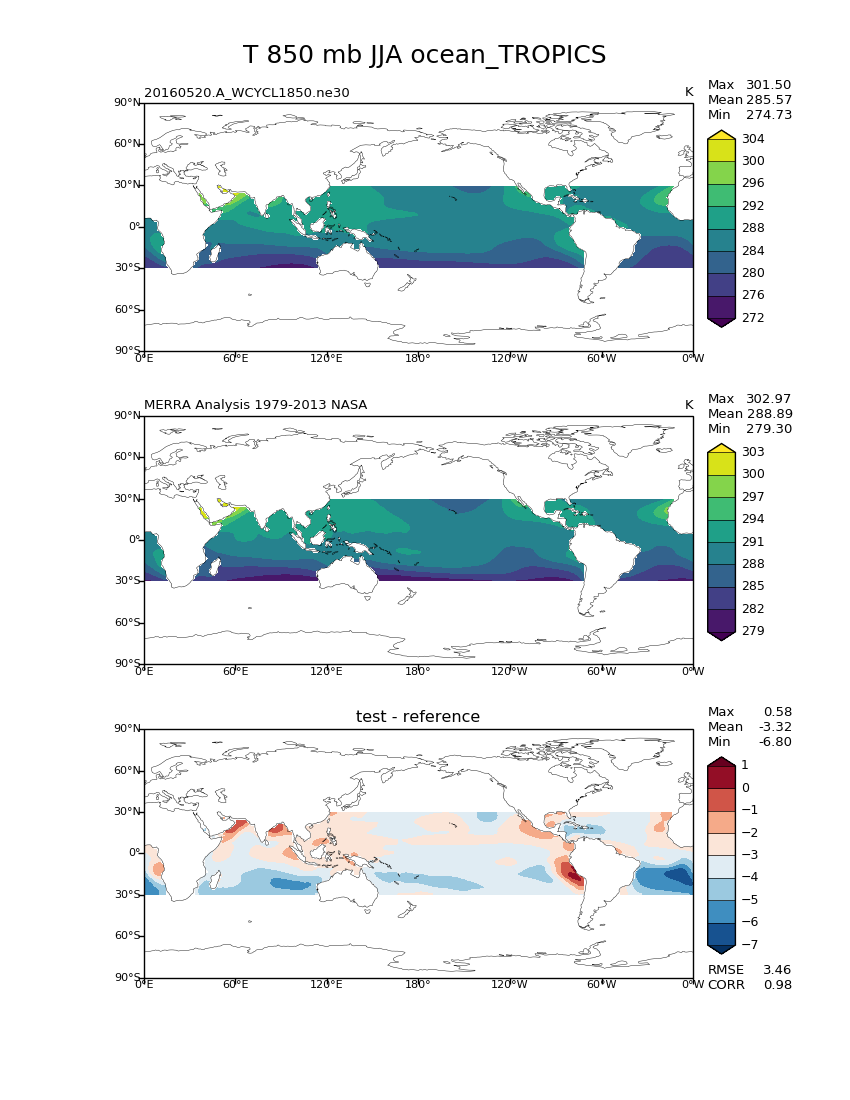 T 850 mb JJA ocean_TROPICS
20160520.A_WCYCL1850.ne30
K
Max 301.50
Mean 285.57
Min 274.73
90°N
60°N
30°N
0°
30°S
60°S
90°S
0°E 60°E 120°E 180° 120°W 60°W 0°W
304
300
296
292
288
284
280
276
272
MERRA Analysis 1979-2013 NASA
K
Max 302.97
Mean 288.89
Min 279.30
90°N
60°N
30°N
0°
30°S
60°S
90°S
0°E 60°E 120°E 180° 120°W 60°W 0°W
303
300
297
294
291
288
285
282
279
test - reference
Max 0.58
Mean -3.32
Min -6.80
90°N
60°N
30°N
0°
30°S
60°S
90°S
0°E 60°E 120°E 180° 120°W 60°W 0°W
1
0
−1
−2
−3
−4
−5
−6
−7
RMSE 3.46
CORR 0.98